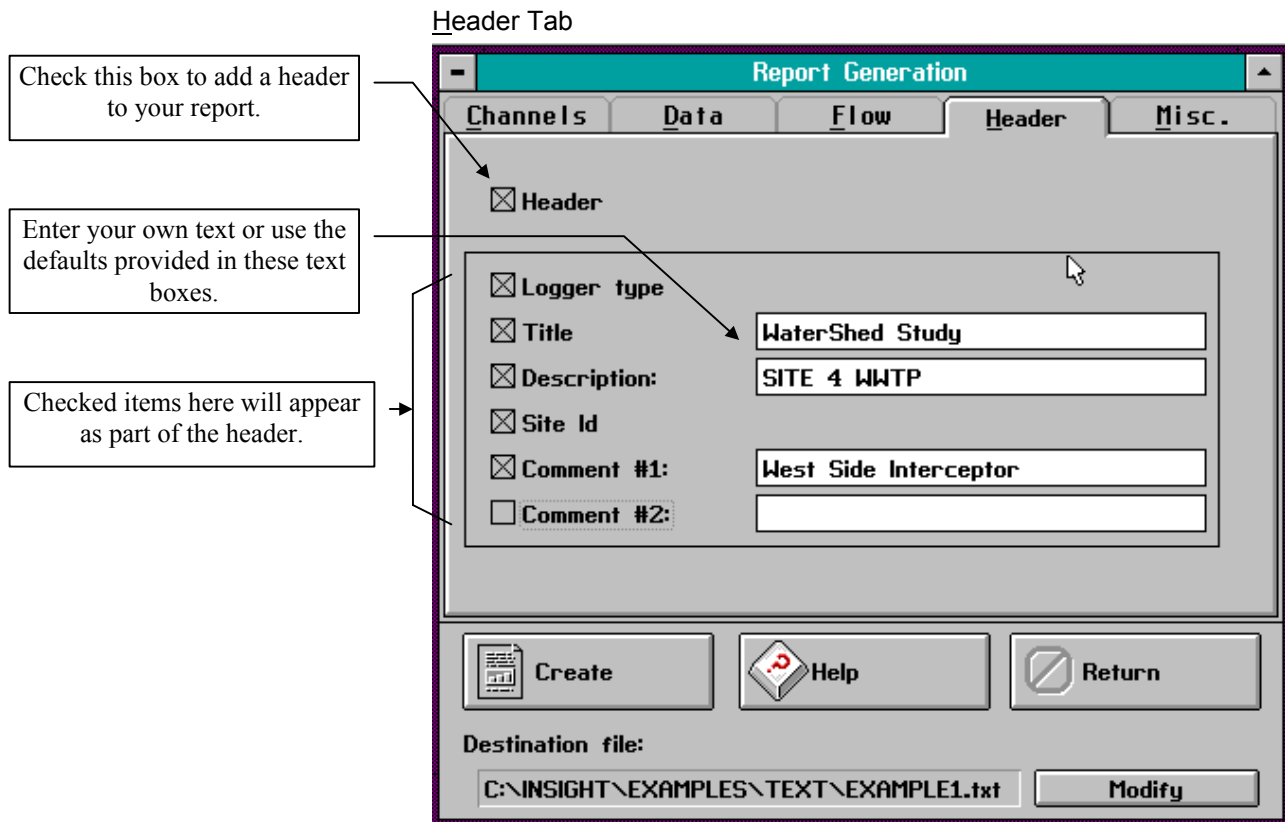 Header Tab
Check this box to add a header
to your report.
Enter your own text or use the
defaults provided in these text
boxes.
Checked items here will appear
as part of the header.
Report Generation
Channels Data Flow Header Misc.
Header
Logger type
Title WaterShed Study
Description: SITE 4 WWTP
Site Id
Comment #1: West Side Interceptor
Comment #2:
Create Help Return
Destination file:
C:\INSIGHT\EXAMPLES\TEXT\EXAMPLE1.txt Modify